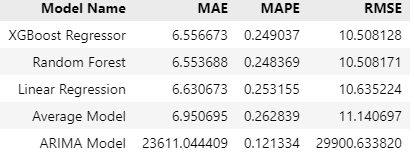 Model Name MAE MAPE RMSE
XGBoost Regressor 6.556673 0.249037 10.508128
Random Forest 6.553688 0.248369 10.508171
Linear Regression 6.630673 0.253155 10.635224
Average Model 6.950695 0.262839 11.140697
ARIMA Model 23611.044409 0.121334 29900.633820